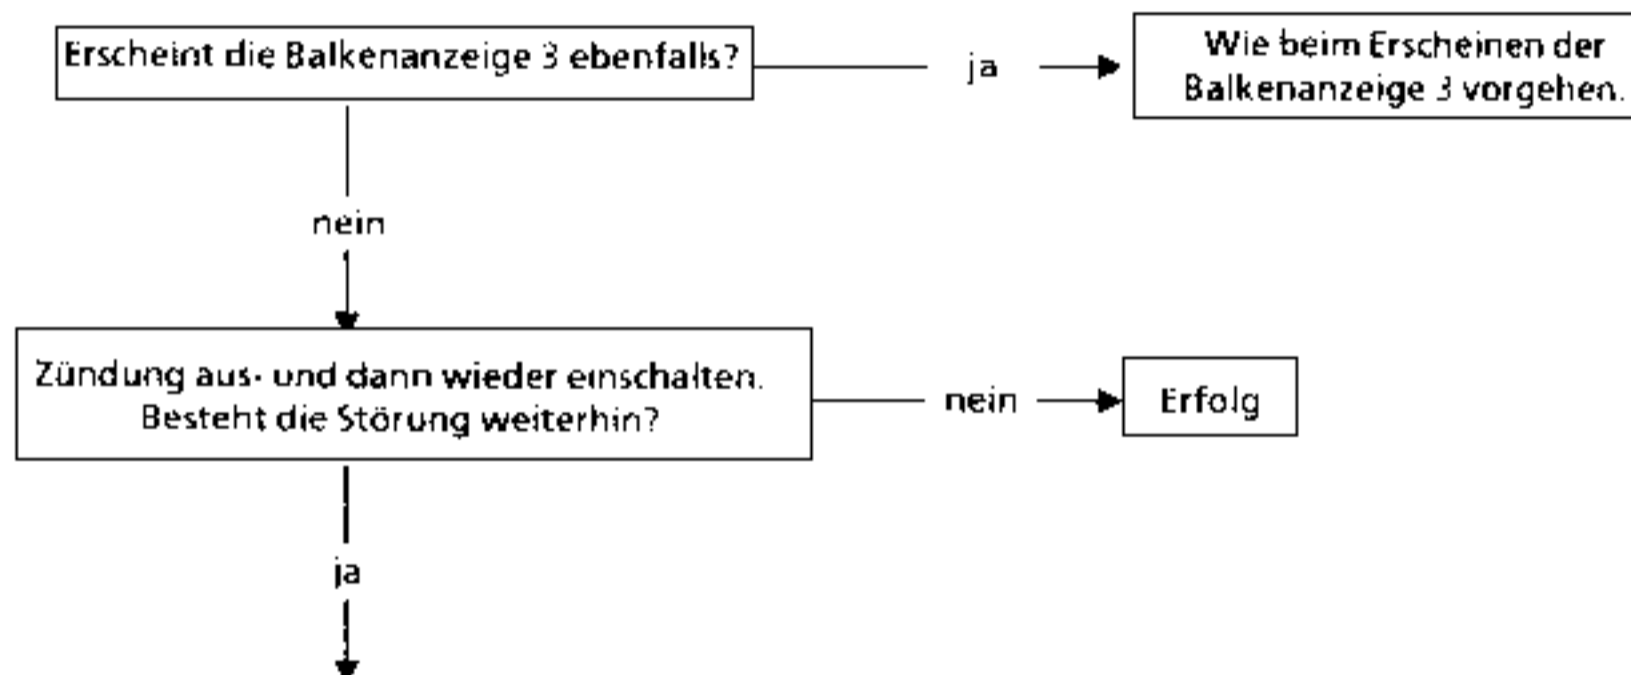 Erscheint die Balkenanzeige 3 ebenfalls?
ja
Wie beim Erscheinen der
Balkenanzeige 3 vorgehen.
nein
Zündung aus- und dann wieder einschalten.
Besteht die Störung weiterhin?
nein
Erfolg
ja